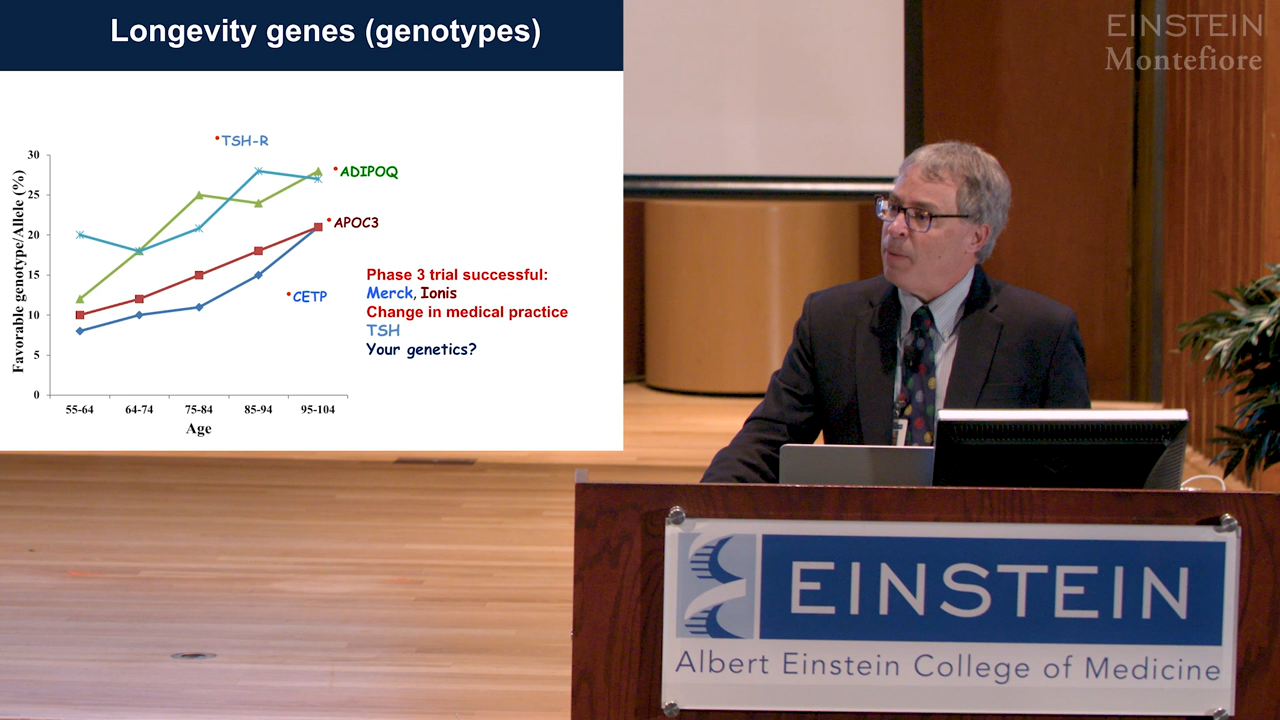 Longevity genes (genotypes)
EINSTEIN
Montefiore
TSH-R
ADIPOQ
APOC3
CETP
Favorable genotype/Allele (%)
30
25
20
15
10
5
0
55-64 64-74 75-84 85-94 95-104
Age
Phase 3 trial successful:
Merck, Ionis
Change in medical practice
TSH
Your genetics?
EINSTEIN
Albert Einstein College of Medicine